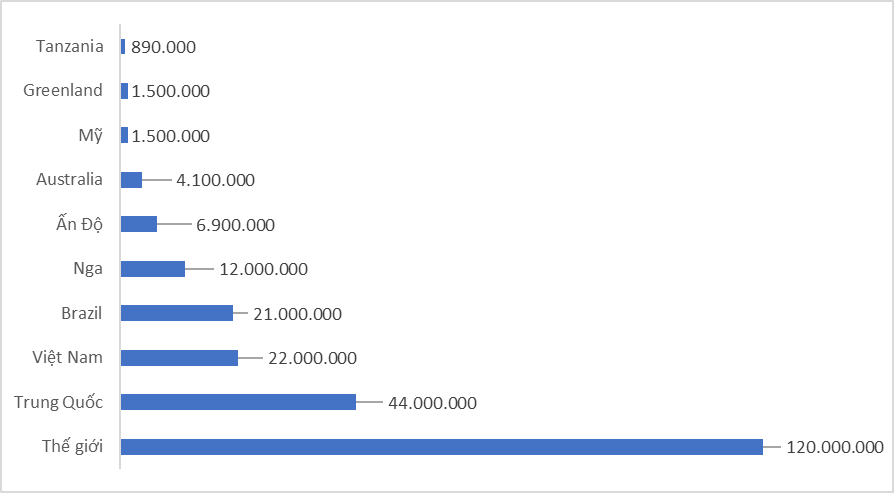 Tanzania 890.000
Greenland 1.500.000
Mỹ 1.500.000
Australia 4.100.000
Ấn Độ 6.900.000
Nga 12.000.000
Brazil 21.000.000
Việt Nam 22.000.000
Trung Quốc 44.000.000
Thế giới 120.000.000